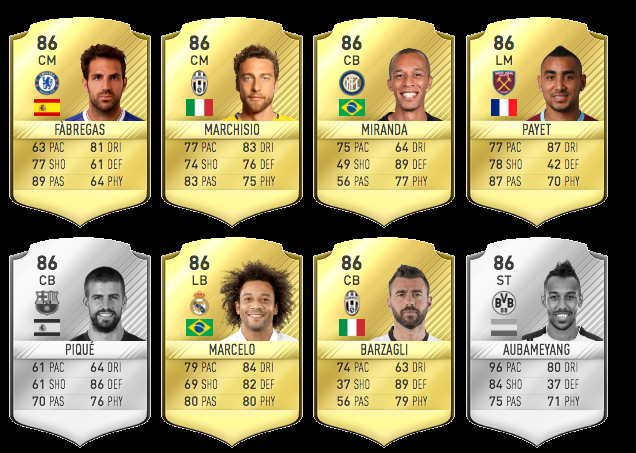 86 CM
FÀBREGAS
63 PAC 81 DRI
77 SHO 61 DEF
89 PAS 64 PHY
86 CM
MARCHISIO
77 PAC 83 DRI
74 SHO 76 DEF
83 PAS 75 PHY
86 CB
MIRANDA
75 PAC 64 DRI
49 SHO 89 DEF
56 PAS 77 PHY
86 LM
PAYET
77 PAC 87 DRI
78 SHO 42 DEF
87 PAS 70 PHY
86 CB
PIQUÉ
61 PAC 64 DRI
61 SHO 86 DEF
70 PAS 76 PHY
86 LB
MARCELO
79 PAC 84 DRI
69 SHO 82 DEF
80 PAS 80 PHY
86 CB
BARZAGLI
74 PAC 63 DRI
37 SHO 89 DEF
56 PAS 79 PHY
86 ST
BVB
09
AUBAMEYANG
96 PAC 80 DRI
84 SHO 37 DEF
75 PAS 71 PHY